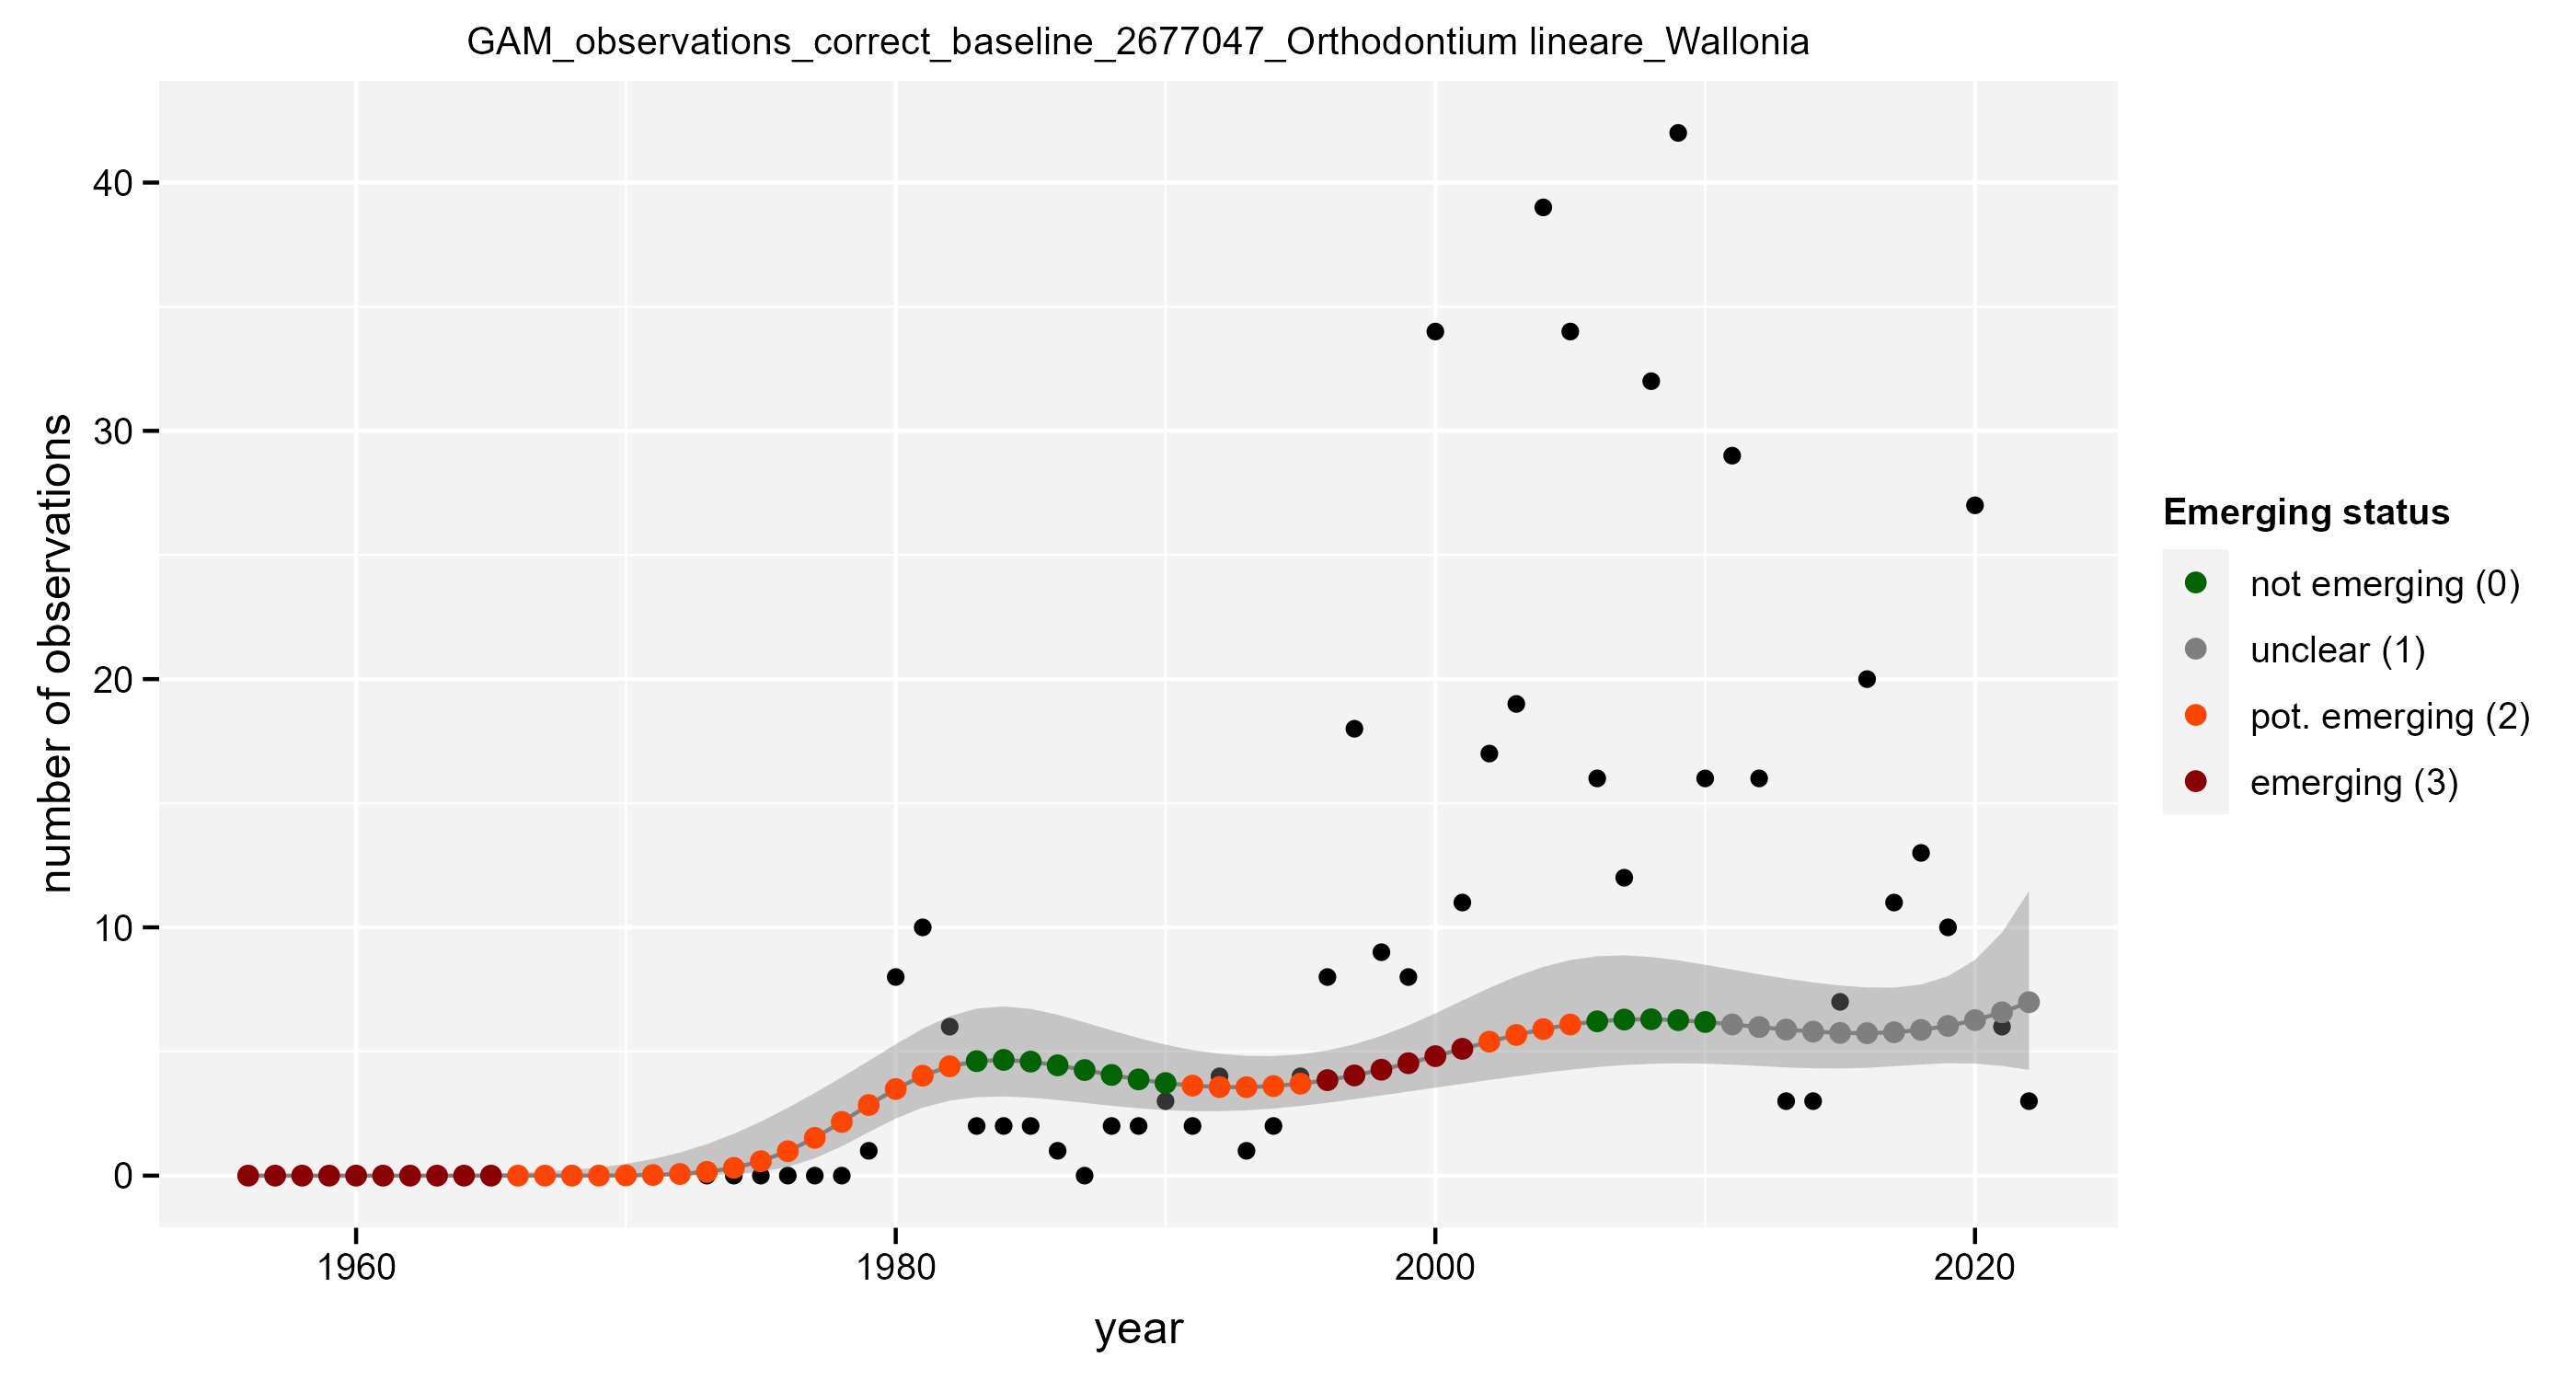 GAM_observations_correct_baseline_2677047_Orthodontium lineare_Wallonia
number of observations
40
30
20
10
0
1960
1980
2000
2020
year
Emerging status
not emerging (0)
unclear (1)
pot. emerging (2)
emerging (3)